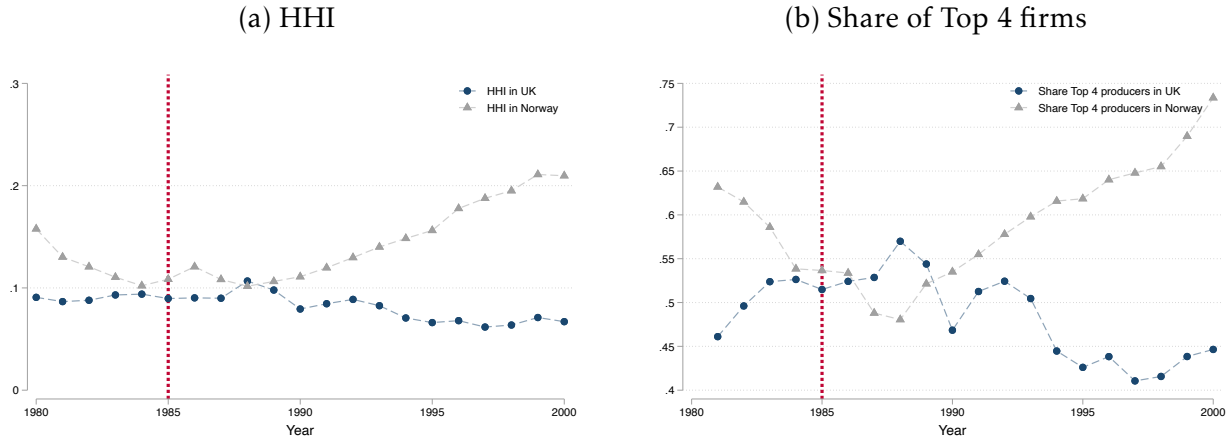 (a) HHI
.3
.2
.1
0
1980 1985 1990 1995 2000
Year
HHI in UK
HHI in Norway
(b) Share of Top 4 firms
.75
.7
.65
.6
.55
.5
.45
.4
1980 1985 1990 1995 2000
Year
Share Top 4 producers in UK
Share Top 4 producers in Norway